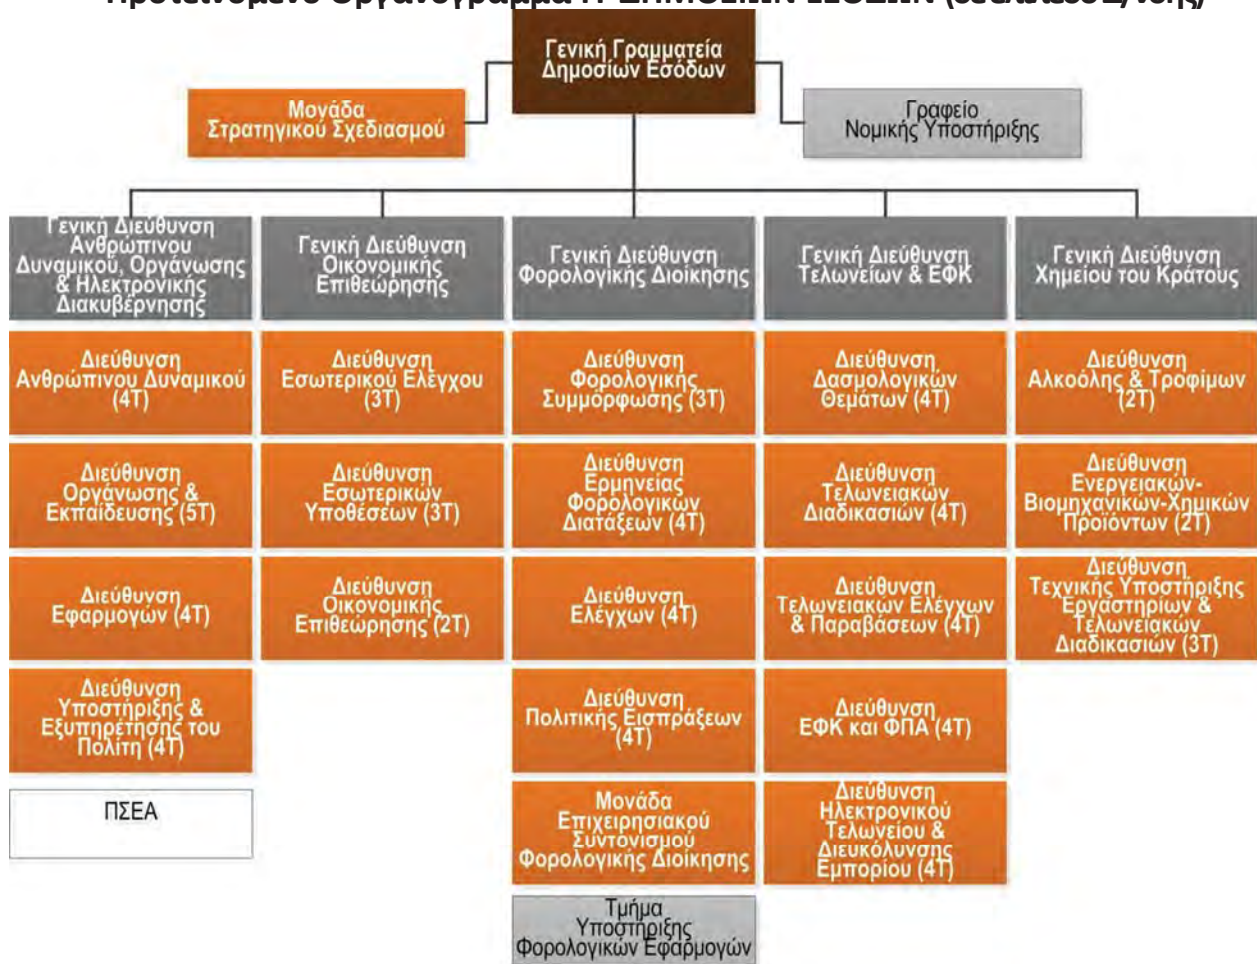 Προτεινόμενο Οργανόγραμμα
Γενική Γραμματεία
Δημοσίων Εσόδων
Μονάδα
Στρατηγικού Σχεδιασμού
Γραφείο
Νομικής Υποστήριξης
Γενική Διεύθυνση
Ανθρώπινου
Δυναμικού, Οργάνωσης
& Ηλεκτρονικής
Διακυβέρνησης
Γενική Διεύθυνση
Οικονομικής
Επιθεώρησης
Γενική Διεύθυνση
Φορολογικής Διοίκησης
Γενική Διεύθυνση
Τελωνείων & ΕΦΚ
Γενική Διεύθυνση
Χημείου του Κράτους
Διεύθυνση
Ανθρώπινου Δυναμικού
(4Τ)
Διεύθυνση
Εσωτερικού Ελέγχου
(3Τ)
Διεύθυνση
Φορολογικής
Συμμόρφωσης (3Τ)
Διεύθυνση
Δασμολογικών
Θεμάτων (4Τ)
Διεύθυνση
Αλκοόλης & Τροφίμων
(2Τ)
Διεύθυνση
Οργάνωσης &
Εκπαίδευσης (5Τ)
Διεύθυνση
Εσωτερικών
Υποθέσεων (3Τ)
Διεύθυνση
Ερμηνείας
Φορολογικών
Διατάξεων (4Τ)
Διεύθυνση
Τελωνειακών
Διαδικασιών (4Τ)
Διεύθυνση
Ενεργειακών-
Βιομηχανικών-Χημικών
Προϊόντων (2Τ)
Διεύθυνση
Εφαρμογών (4Τ)
Διεύθυνση
Οικονομικής
Επιθεώρησης (2Τ)
Διεύθυνση
Ελέγχων (4Τ)
Διεύθυνση
Τελωνειακών Ελέγχων
& Παραβάσεων (4Τ)
Διεύθυνση
Τεχνικής Υποστήριξης
Εργαστηρίων &
Τελωνειακών
Διαδικασιών (3Τ)
Διεύθυνση
Υποστήριξης &
Εξυπηρέτησης του
Πολίτη (4Τ)
Διεύθυνση
Πολιτικής Εισπράξεων
(4Τ)
Διεύθυνση
ΕΦΚ και ΦΠΑ (4Τ)
ΠΣΕΑ
Μονάδα
Επιχειρησιακού
Συντονισμού
Φορολογικής Διοίκησης
Διεύθυνση
Ηλεκτρονικού
Τελωνείου &
Διευκόλυνσης
Εμπορίου (4Τ)
Τμήμα
Υποστήριξης
Φορολογικών Εφαρμογών